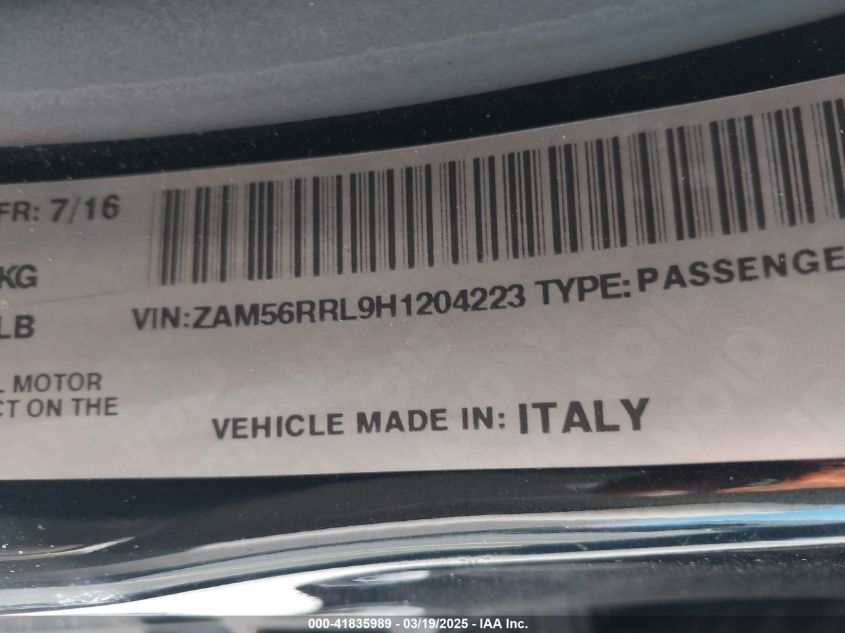 FR: 7/16
KG
LB
VIN:ZAM56RRL9H1204223 TYPE:PASSENGE
L MOTOR
CT ON THE
VEHICLE MADE IN: ITALY
VOID
000-41835989 - 03/19/2025 - IAA Inc.